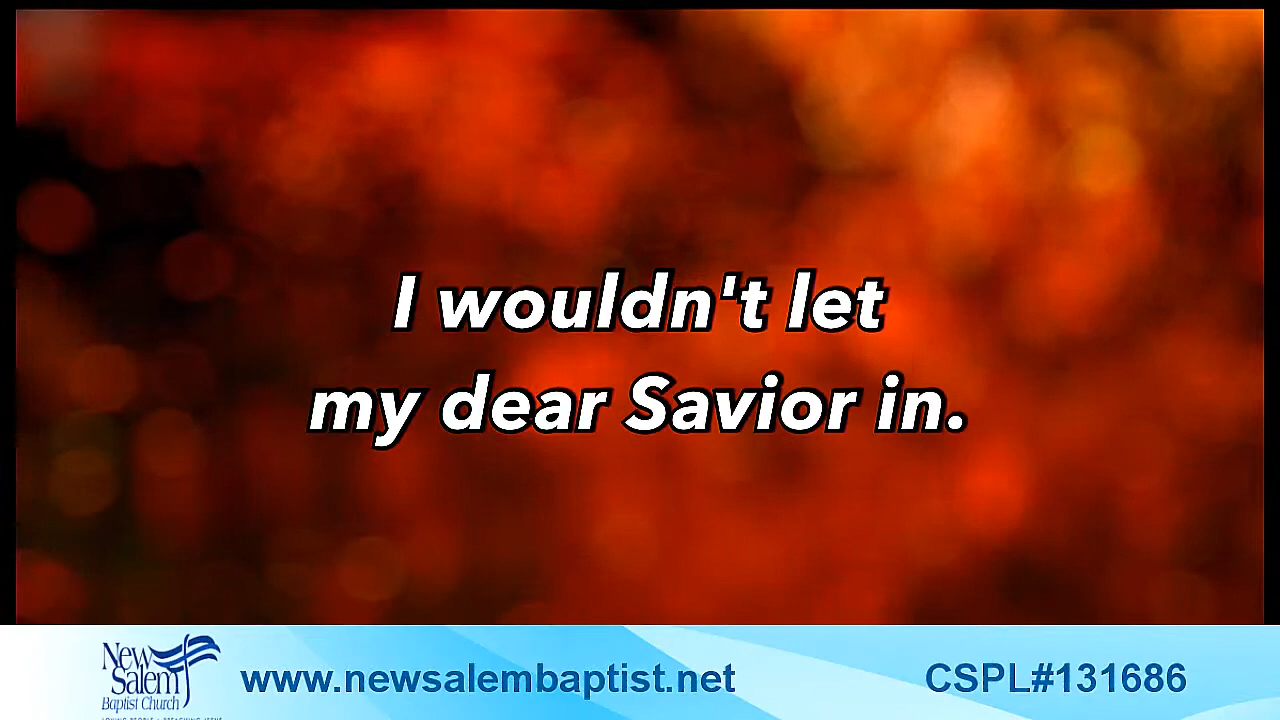 I wouldn't let
my dear Savior in.
New
Salem
Baptist Church
www.newsalembaptist.net
CSPL#131686